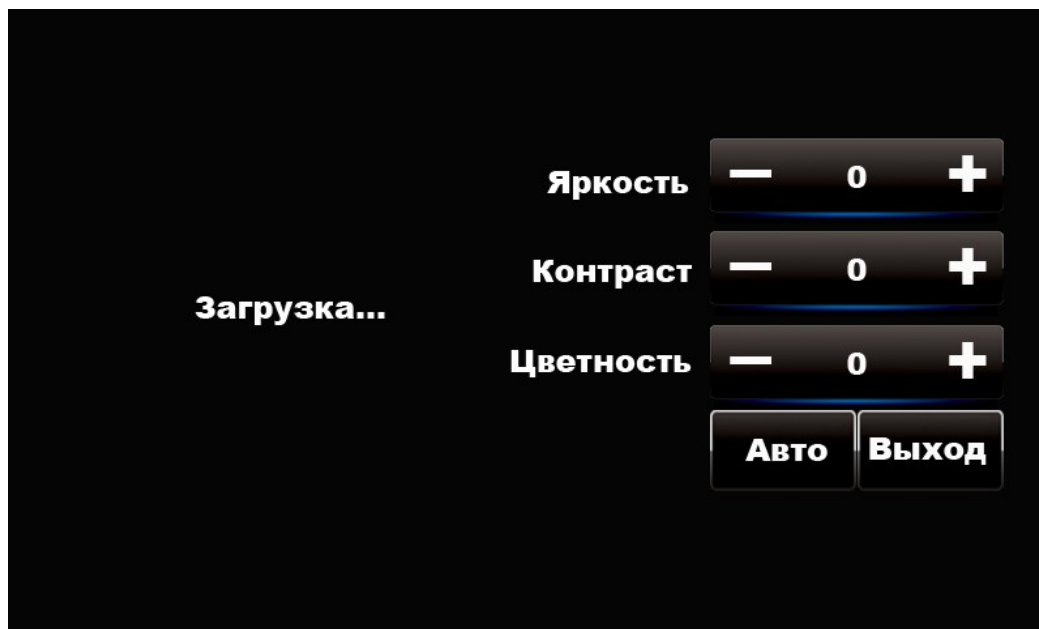 Яркость − 0 +
Контраст − 0 +
Загрузка...
Цветность − 0 +
Авто Выход